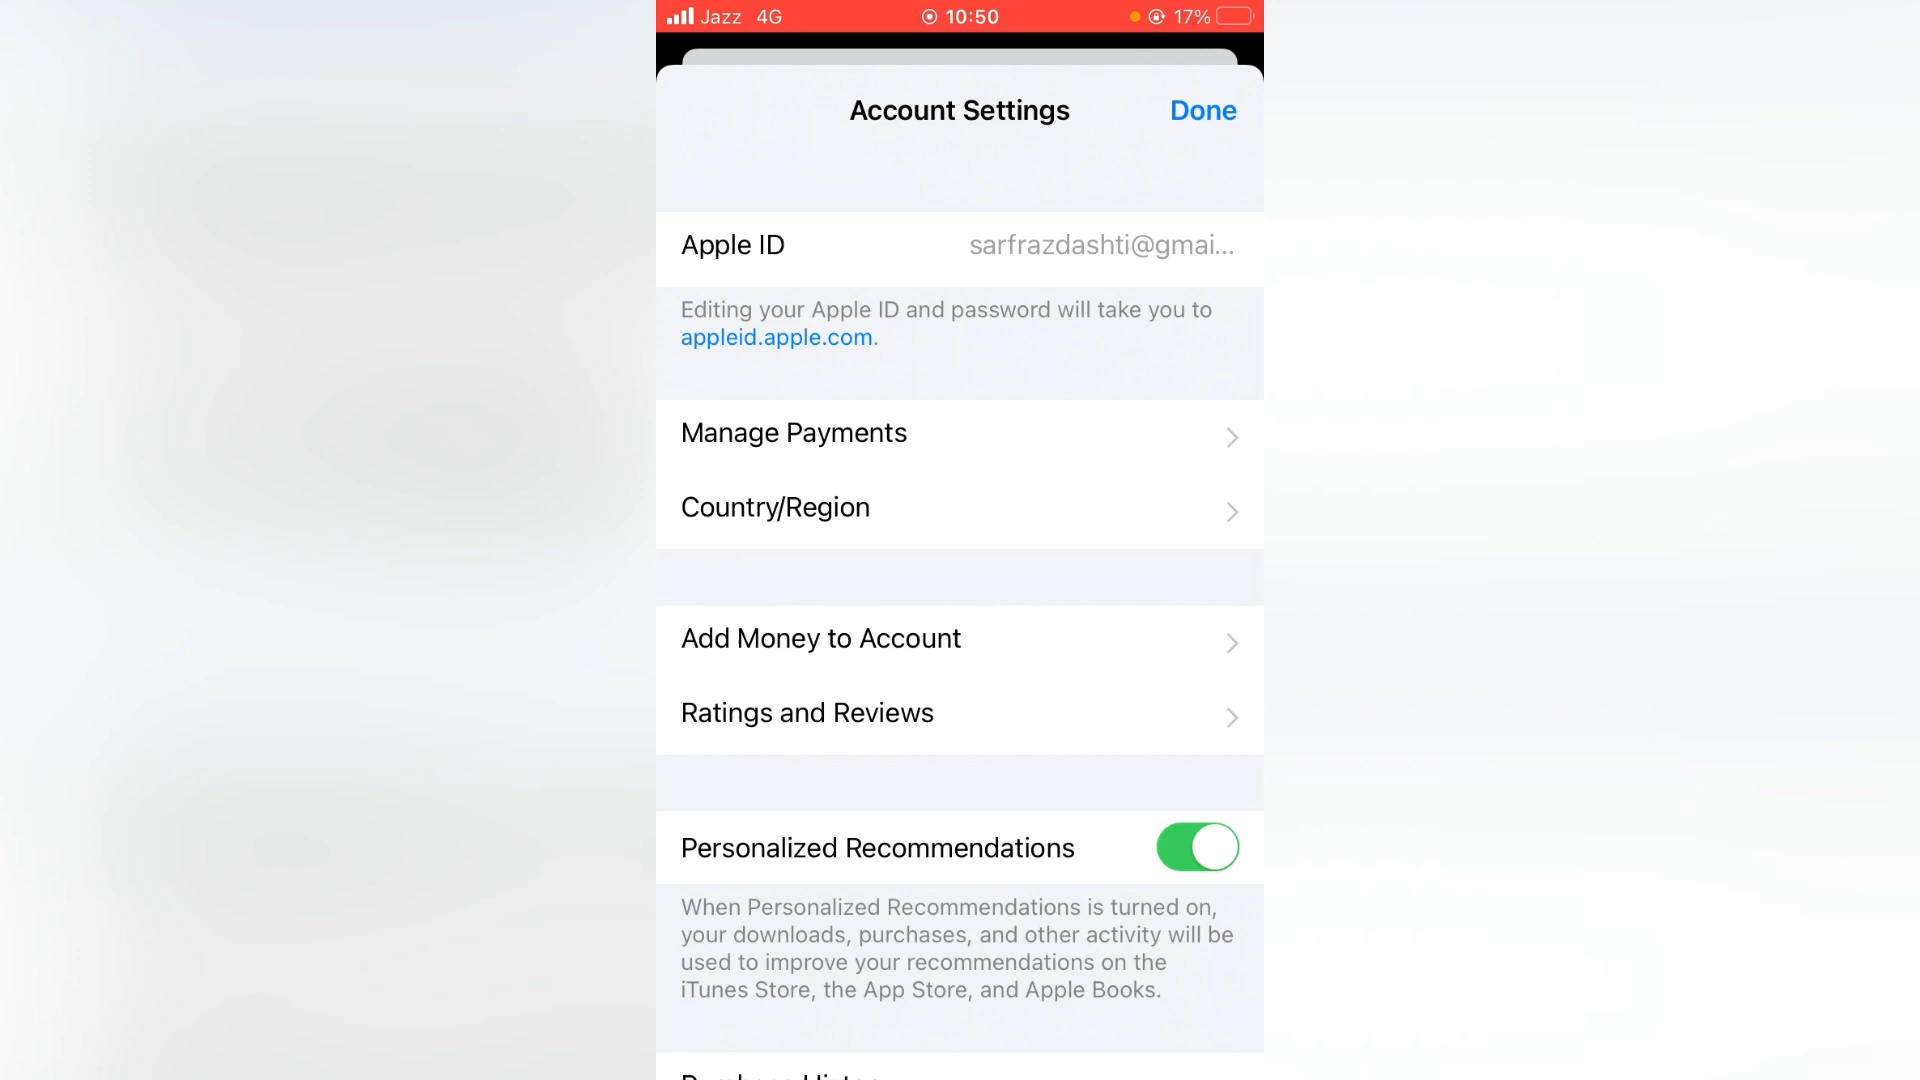 Jazz 4G 10:50 17%
Account Settings Done
Apple ID sarfrazdashti@gmai...
Editing your Apple ID and password will take you to
appleid.apple.com.
Manage Payments
Country/Region
Add Money to Account
Ratings and Reviews
Personalized Recommendations
When Personalized Recommendations is turned on,
your downloads, purchases, and other activity will be
used to improve your recommendations on the
iTunes Store, the App Store, and Apple Books.